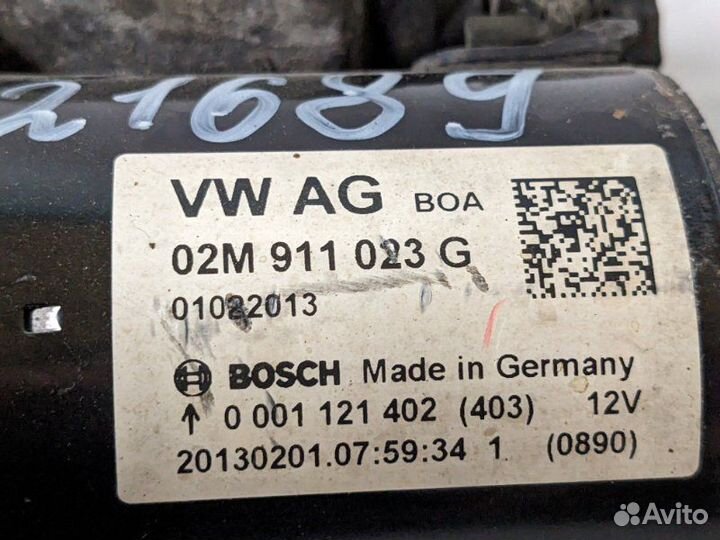 21689
VW AG BOA
02M 911 023 G
01022013
BOSCH Made in Germany
↑ 0 001 121 402 (403) 12V
20130201.07:59:34 1 (0890)
Avito